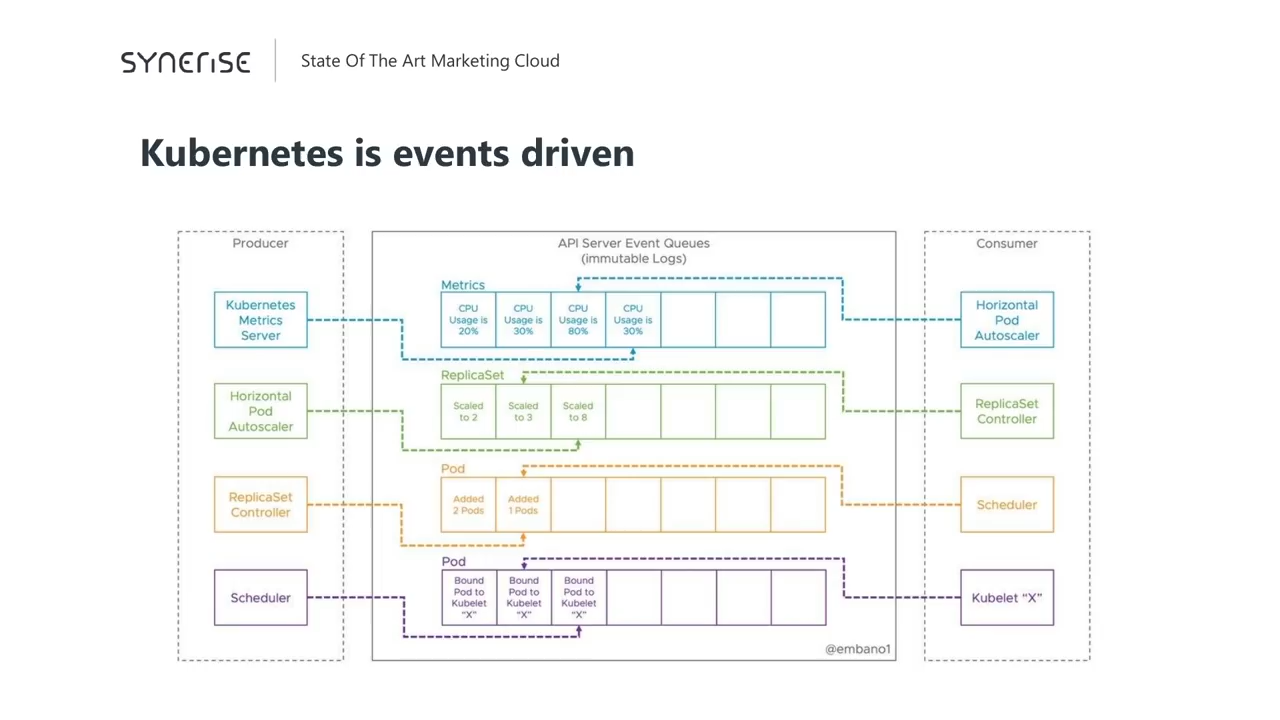 SYNERISE
State Of The Art Marketing Cloud
Kubernetes is events driven
Producer
API Server Event Queues
(immutable Logs)
Consumer
Metrics
Kubernetes
Metrics
Server
CPU
Usage is
20%
CPU
Usage is
30%
CPU
Usage is
80%
CPU
Usage is
30%
Horizontal
Pod
Autoscaler
ReplicaSet
Horizontal
Pod
Autoscaler
Scaled
to 2
Scaled
to 3
Scaled
to 8
ReplicaSet
Controller
Pod
ReplicaSet
Controller
Added
2 Pods
Added
1 Pods
Scheduler
Pod
Scheduler
Bound
Pod to
Kubelet
"X"
Bound
Pod to
Kubelet
"X"
Bound
Pod to
Kubelet
"X"
Kubelet “X”
@embano1